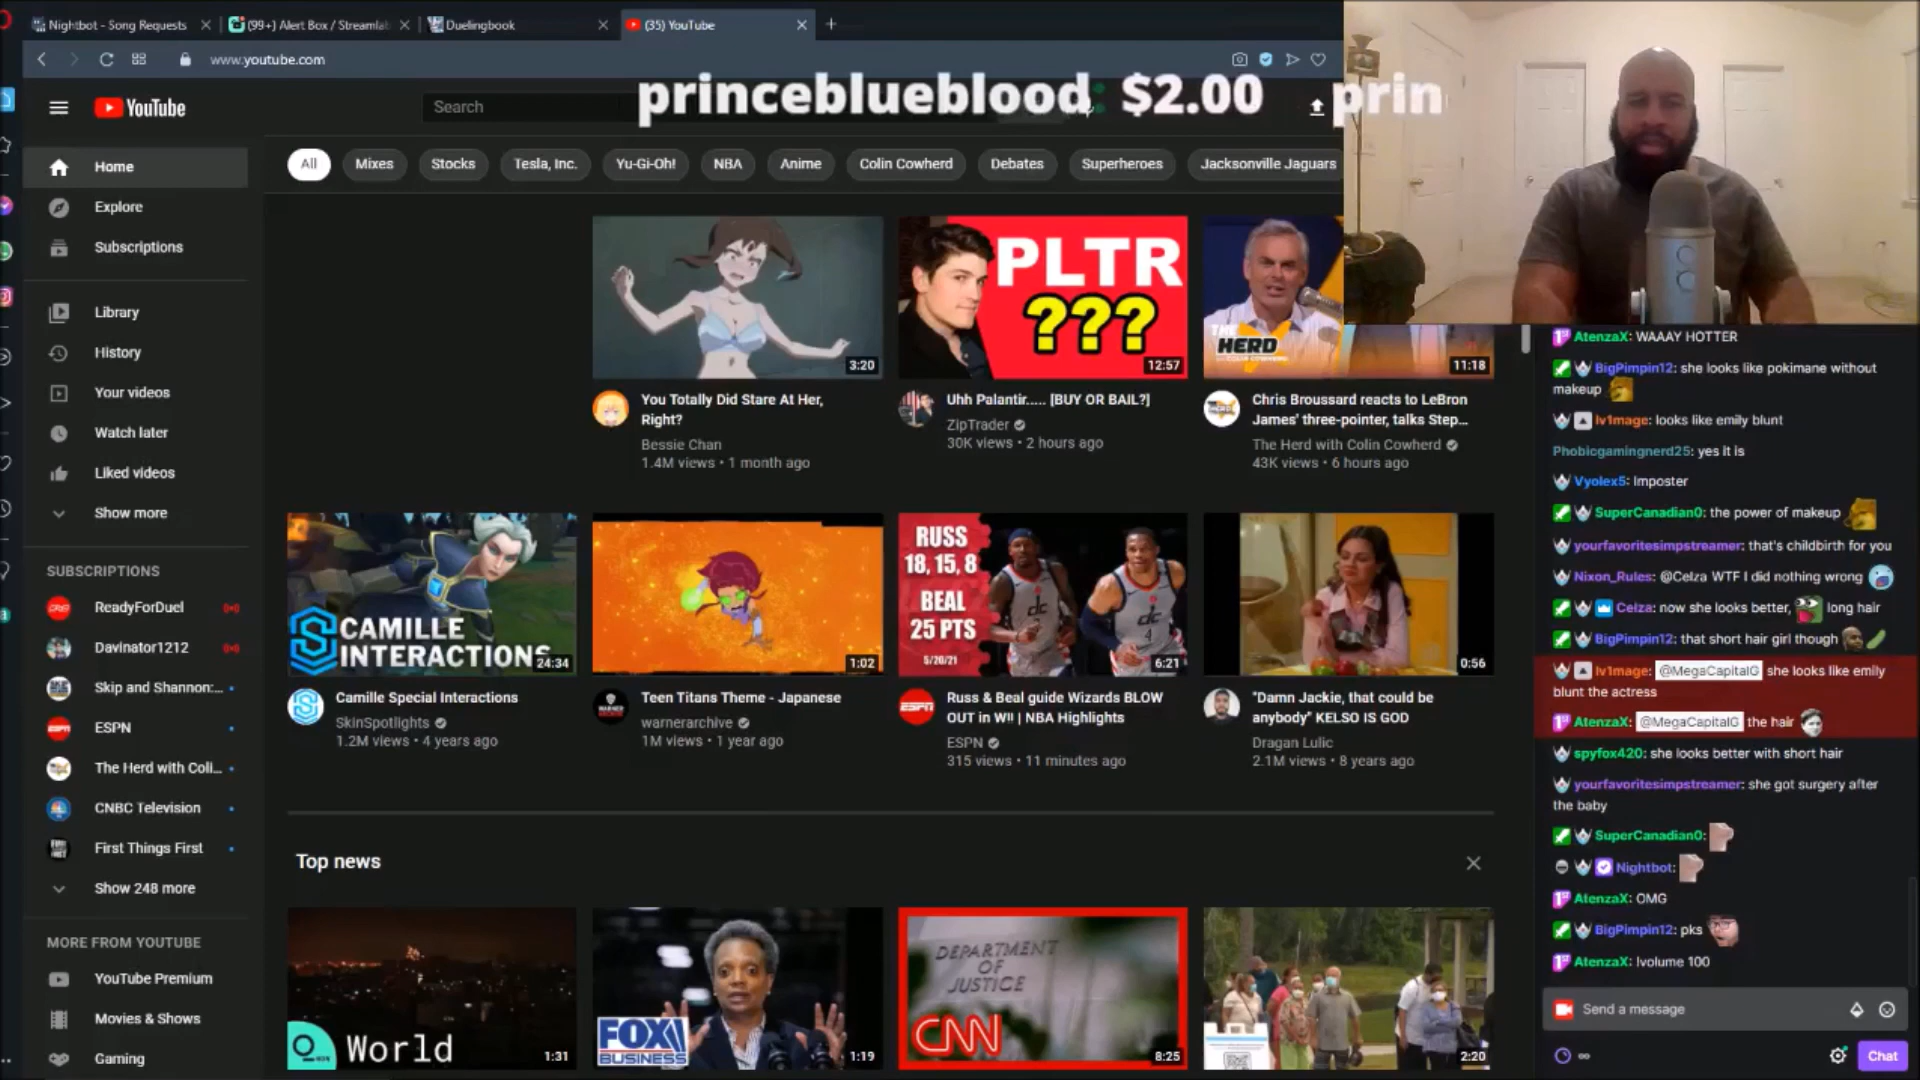 Nightbot - Song Requests
(99+) Alert Box / Streamlab
Duelingbook
(35) YouTube
www.youtube.com
princeblueblood: $2.00 prin
YouTube
Search
Home
Explore
Subscriptions
Library
History
Your videos
Watch later
Liked videos
Show more
SUBSCRIPTIONS
ReadyForDuel
Davinator1212
Skip and Shannon:...
ESPN
The Herd with Coli...
CNBC Television
First Things First
Show 248 more
MORE FROM YOUTUBE
YouTube Premium
Movies & Shows
Gaming
All
Mixes
Stocks
Tesla, Inc.
Yu-Gi-Oh!
NBA
Anime
Colin Cowherd
Debates
Superheroes
Jacksonville Jaguars
3:20
You Totally Did Stare At Her,
Right?
Bessie Chan
1.4M views • 1 month ago
PLTR
???
12:57
Uhh Palantir..... [BUY OR BAIL?]
ZipTrader
30K views • 2 hours ago
THE
HERD
11:18
Chris Broussard reacts to LeBron
James' three-pointer, talks Step...
The Herd with Colin Cowherd
43K views • 6 hours ago
CAMILLE
INTERACTIONS
24:34
Camille Special Interactions
SkinSpotlights
1.2M views • 4 years ago
1:02
Teen Titans Theme - Japanese
warnerarchive
1M views • 1 year ago
RUSS
18, 15, 8
BEAL
25 PTS
5/20/21
dc
dc
4
6:21
Russ & Beal guide Wizards BLOW
OUT in W!! | NBA Highlights
ESPN
315 views • 11 minutes ago
0:56
"Damn Jackie, that could be
anybody" KELSO IS GOD
Dragan Lulic
2.1M views • 8 years ago
Top news
World
1:31
FOX
BUSINESS
1:19
DEPARTMENT
OF
JUSTICE
CNN
8:25
2:20
AtenzaX: WAAAY HOTTER
BigPimpin12: she looks like pokimane without
makeup
lv1mage: looks like emily blunt
Phobicgamingnerd25: yes it is
Vyolex5: Imposter
SuperCanadian0: the power of makeup
yourfavoritesimpstreamer: that's childbirth for you
Nixon_Rules: @Celza WTF I did nothing wrong
Celza: now she looks better, long hair
BigPimpin12: that short hair girl though
lv1mage: @MegaCapitalG she looks like emily
blunt the actress
AtenzaX: @MegaCapitalG the hair
spyfox420: she looks better with short hair
yourfavoritesimpstreamer: she got surgery after
the baby
SuperCanadian0:
Nightbot:
AtenzaX: OMG
BigPimpin12: pks
AtenzaX: !volume 100
Send a message
Chat